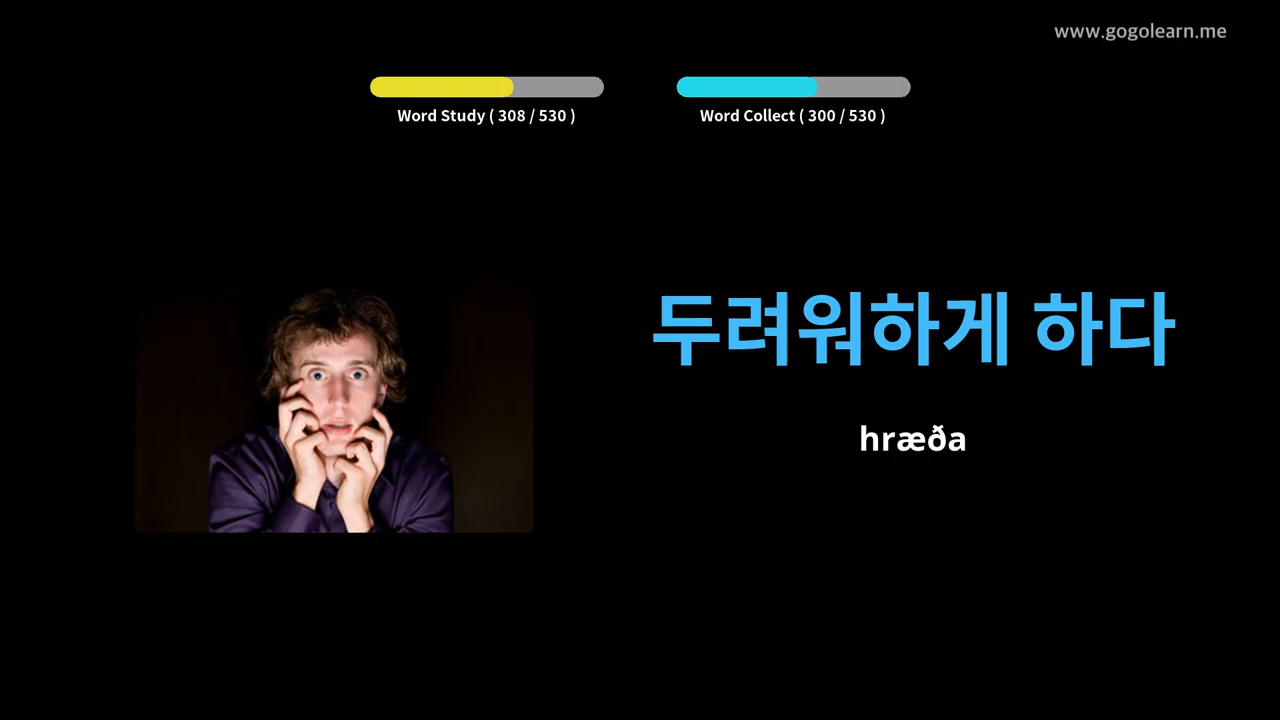 www.gogolearn.me
Word Study ( 308 / 530 )
Word Collect ( 300 / 530 )
두려워하게 하다
hræða